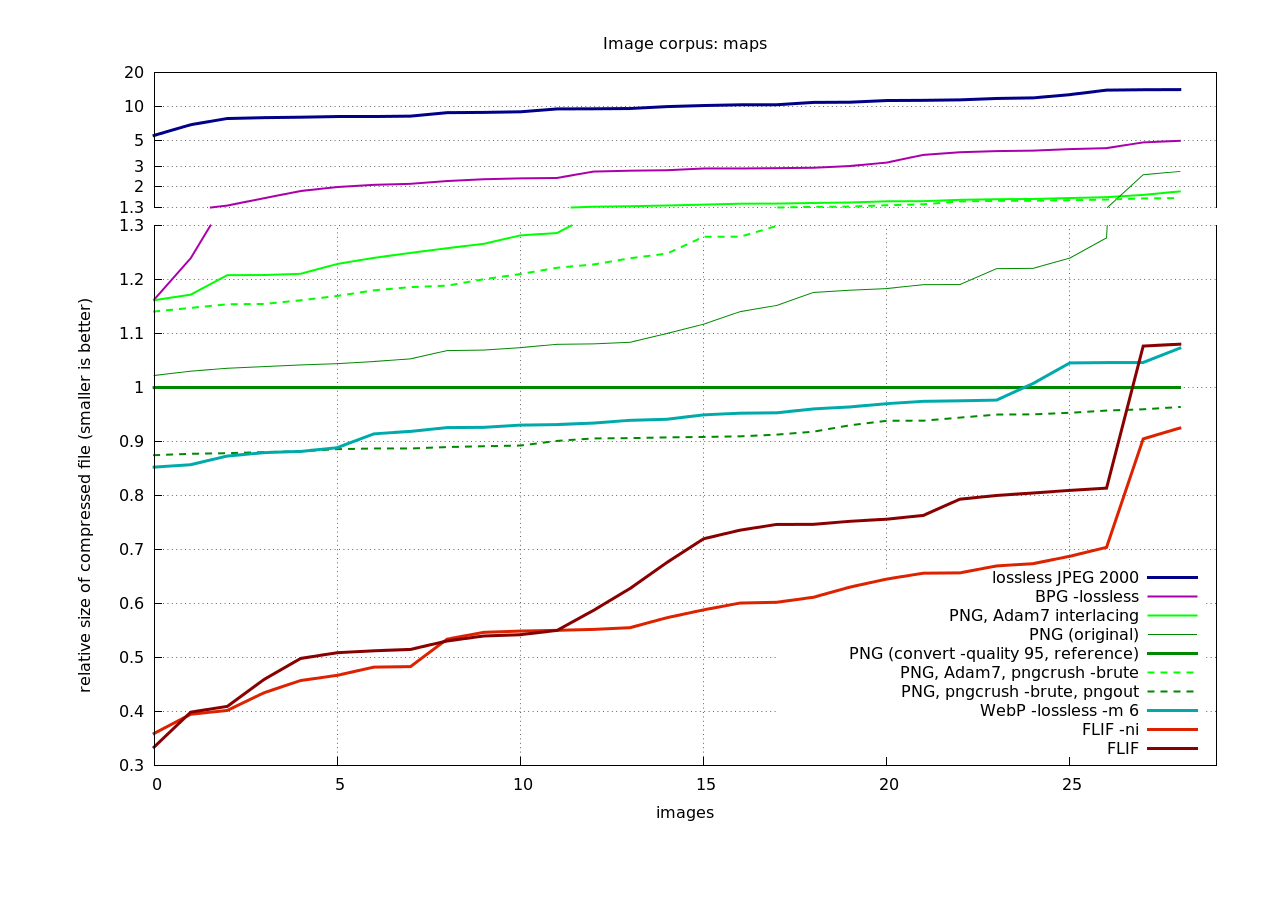 Image corpus: maps
20
10
5
3
2
1.3
1.3
1.2
1.1
1
0.9
0.8
0.7
0.6
0.5
0.4
0.3
relative size of compressed file (smaller is better)
lossless JPEG 2000
BPG -lossless
PNG, Adam7 interlacing
PNG (original)
PNG (convert -quality 95, reference)
PNG, Adam7, pngcrush -brute
PNG, pngcrush -brute, pngout
WebP -lossless -m 6
FLIF -ni
FLIF
0 5 10 15 20 25
images